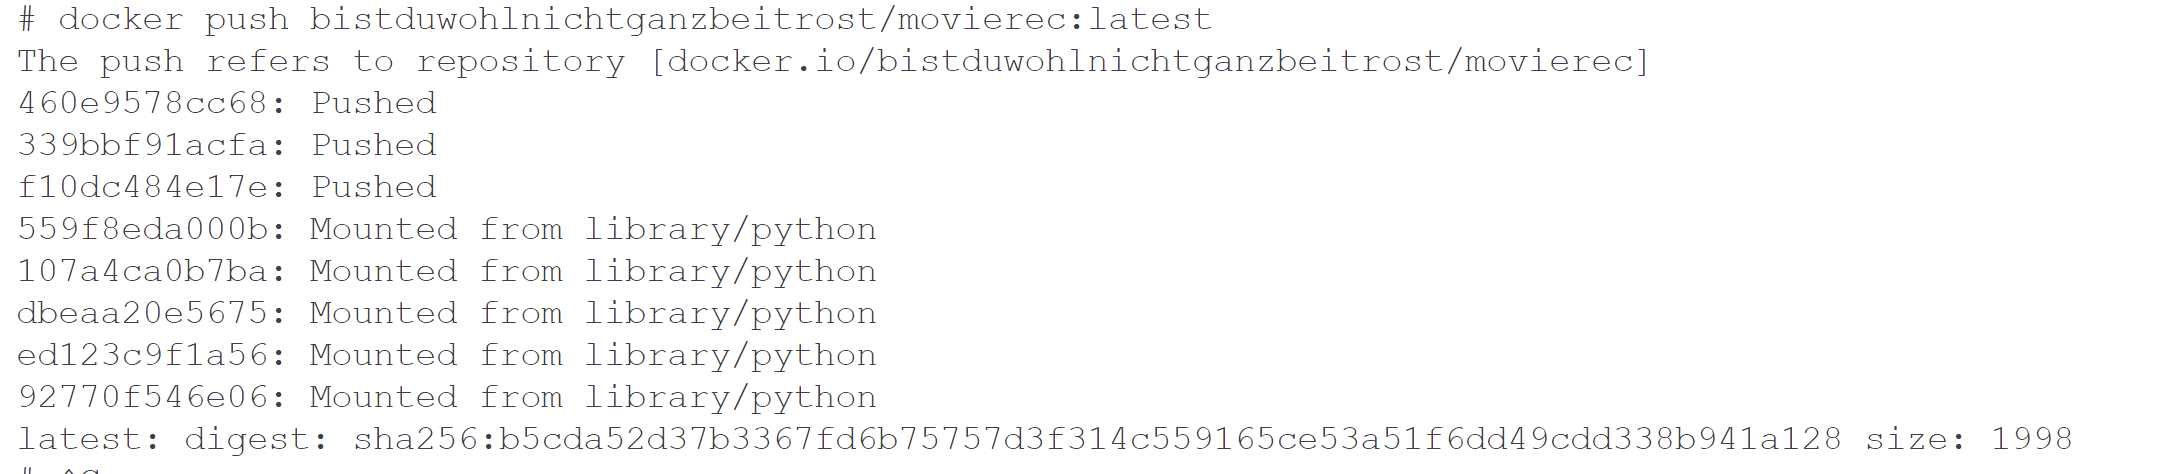 # docker push bistduwohlnichtganzbeitrost/movierec:latest
The push refers to repository [docker.io/bistduwohlnichtganzbeitrost/movierec]
460e9578cc68: Pushed
339bbf91acfa: Pushed
f10dc484e17e: Pushed
559f8eda000b: Mounted from library/python
107a4ca0b7ba: Mounted from library/python
dbeaa20e5675: Mounted from library/python
ed123c9f1a56: Mounted from library/python
92770f546e06: Mounted from library/python
latest: digest: sha256:b5cda52d37b3367fd6b75757d3f314c559165ce53a51f6dd49cdd338b941a128 size: 1998